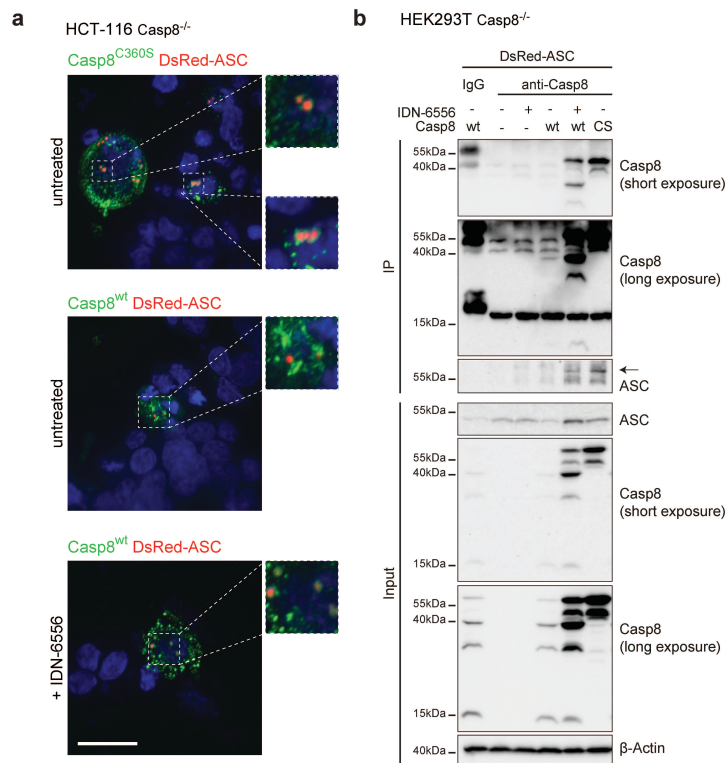 a
HCT-116 Casp8-/-
Casp8C360S DsRed-ASC
untreated
Casp8wt DsRed-ASC
untreated
Casp8wt DsRed-ASC
+ IDN-6556
b
HEK293T Casp8-/-
DsRed-ASC
IgG anti-Casp8
IDN-6556 - - + - + -
Casp8 wt - - wt wt CS
IP
55kDa
40kDa
Casp8
(short exposure)
55kDa
40kDa
15kDa
Casp8
(long exposure)
55kDa
ASC
Input
55kDa
ASC
55kDa
40kDa
15kDa
Casp8
(short exposure)
55kDa
40kDa
15kDa
Casp8
(long exposure)
40kDa
β-Actin